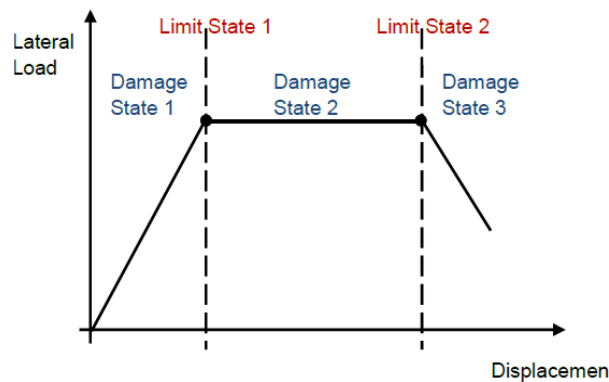 Lateral
Load
Limit State 1
Limit State 2
Damage
State 1
Damage
State 2
Damage
State 3
Displacemen